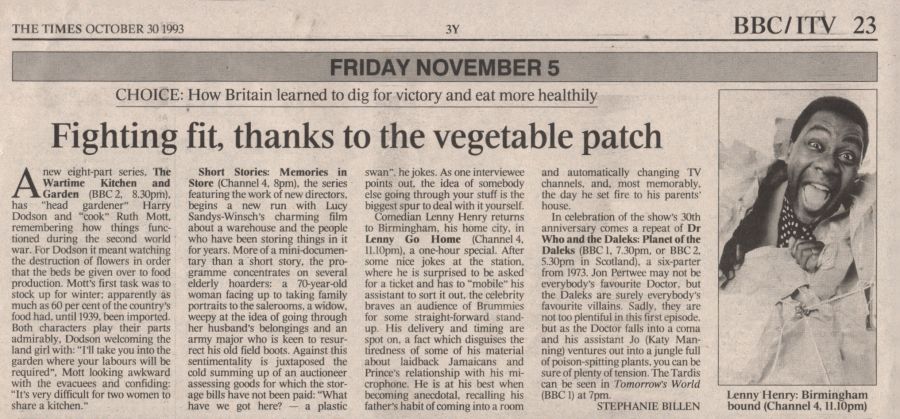 THE TIMES OCTOBER 30 1993
3Y
BBC/ITV 23
FRIDAY NOVEMBER 5
CHOICE: How Britain learned to dig for victory and eat more healthily
Fighting fit, thanks to the vegetable patch
A new eight-part series, The
Wartime Kitchen and
Garden (BBC 2, 8.30pm),
has "head gardener" Harry
Dodson and "cook" Ruth Mott,
remembering how things func-
tioned during the second world
war. For Dodson it meant watching
the destruction of flowers in order
that the beds be given over to food
production. Mott's first task was to
stock up for winter; apparently as
much as 60 per cent of the country's
food had, until 1939, been imported.
Both characters play their parts
admirably, Dodson welcoming the
land girl with: "I'll take you into the
garden where your labours will be
required", Mott looking awkward
with the evacuees and confiding:
"It's very difficult for two women to
share a kitchen."
Short Stories: Memories in
Store (Channel 4, 8pm), the series
featuring the work of new directors,
begins a new run with Lucy
Sandys-Winsch's charming film
about a warehouse and the people
who have been storing things in it
for years. More of a mini-documen-
tary than a short story, the pro-
gramme concentrates on several
elderly hoarders: a 70-year-old
woman facing up to taking family
portraits to the salerooms, a widow,
weepy at the idea of going through
her husband's belongings and an
army major who is keen to resur-
rect his old field boots. Against this
sentimentality is juxtaposed the
cold summing up of an auctioneer
assessing goods for which the stor-
age bills have not been paid: "What
have we got here? — a plastic
swan", he jokes. As one interviewee
points out, the idea of somebody
else going through your stuff is the
biggest spur to deal with it yourself.
Comedian Lenny Henry returns
to Birmingham, his home city, in
Lenny Go Home (Channel 4,
11.10pm), a one-hour special. After
some nice jokes at the station,
where he is surprised to be asked
for a ticket and has to "mobile" his
assistant to sort it out, the celebrity
braves an audience of Brummies
for some straight-forward stand-
up. His delivery and timing are
spot on, a fact which disguises the
tiredness of some of his material
about laidback Jamaicans and
Prince's relationship with his mi-
crophone. He is at his best when
becoming anecdotal, recalling his
father's habit of coming into a room
and automatically changing TV
channels, and, most memorably,
the day he set fire to his parents'
house.
In celebration of the show's 30th
anniversary comes a repeat of Dr
Who and the Daleks: Planet of the
Daleks (BBC 1, 7.30pm, or BBC 2,
5.30pm in Scotland), a six-parter
from 1973. Jon Pertwee may not be
everybody's favourite Doctor, but
the Daleks are surely everybody's
favourite villains. Sadly, they are
not too plentiful in this first episode,
but as the Doctor falls into a coma
and his assistant Jo (Katy Man-
ning) ventures out into a jungle full
of poison-spitting plants, you can be
sure of plenty of tension. The Tardis
can be seen in Tomorrow's World
(BBC 1) at 7pm.
STEPHANIE BILLEN
Lenny Henry: Birmingham
bound (Channel 4, 11.10pm)